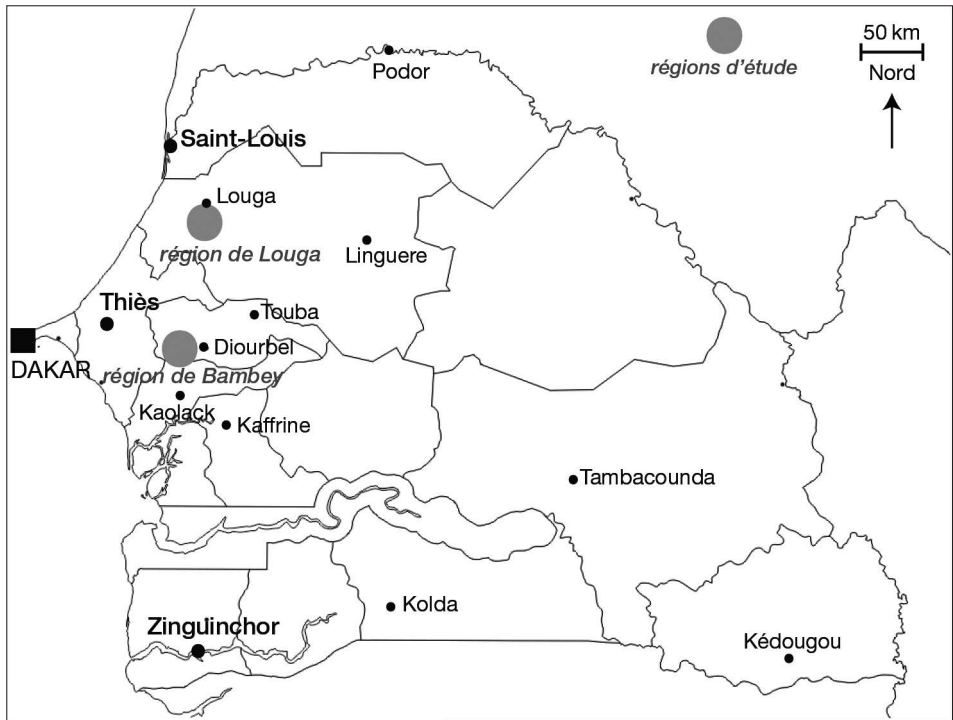 50 km
Nord
régions d'étude
Podor
Saint-Louis
Louga
région de Louga
Linguere
Thiès
Touba
DAKAR
Diourbel
région de Bambey
Kaolack
Kaffrine
Tambacounda
Kolda
Zinguinchor
Kédougou